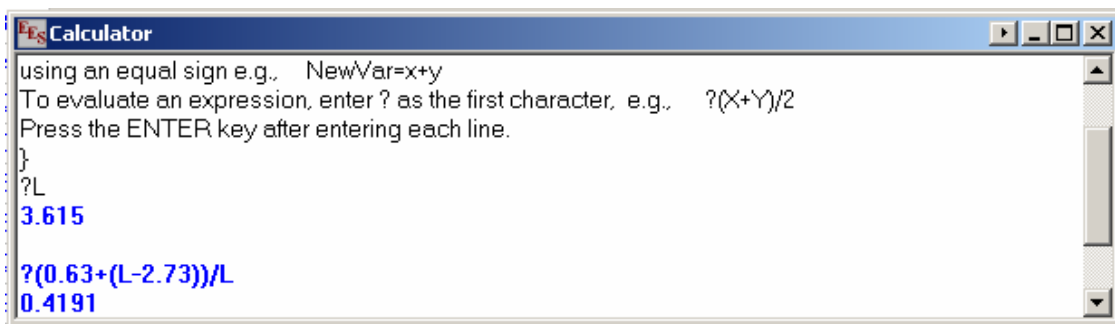 EES Calculator
using an equal sign e.g., NewVar=x+y
To evaluate an expression, enter ? as the first character, e.g., ?(X+Y)/2
Press the ENTER key after entering each line.
}
?L
3.615
?(0.63+(L-2.73))/L
0.4191